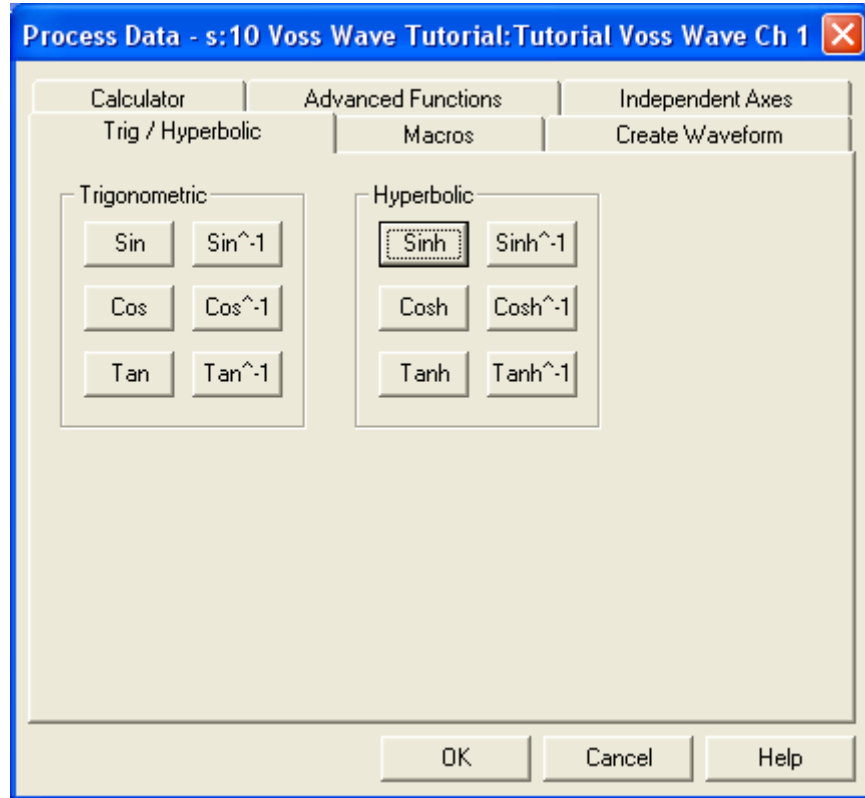 Process Data - s:10 Voss Wave Tutorial:Tutorial Voss Wave Ch 1
Calculator Advanced Functions Independent Axes
Trig / Hyperbolic Macros Create Waveform
Trigonometric Hyperbolic
Sin Sin^-1 Sinh Sinh^-1
Cos Cos^-1 Cosh Cosh^-1
Tan Tan^-1 Tanh Tanh^-1
OK Cancel Help